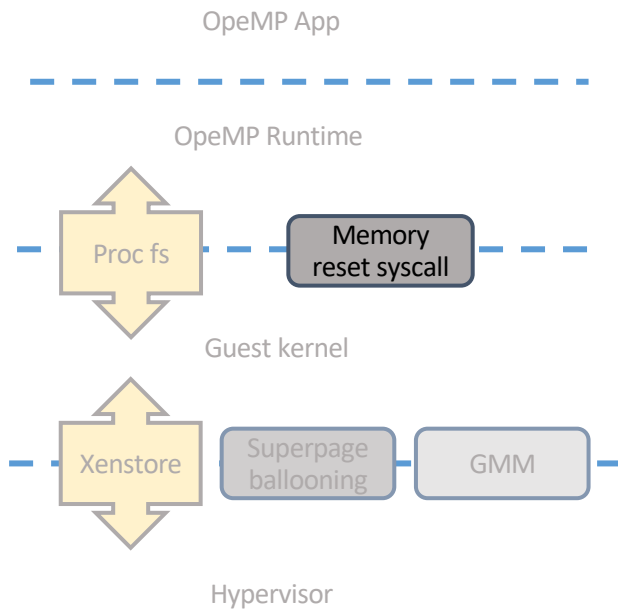 OpeMP App
OpeMP Runtime
Proc fs
Memory
reset syscall
Guest kernel
Xenstore
Superpage
ballooning
GMM
Hypervisor